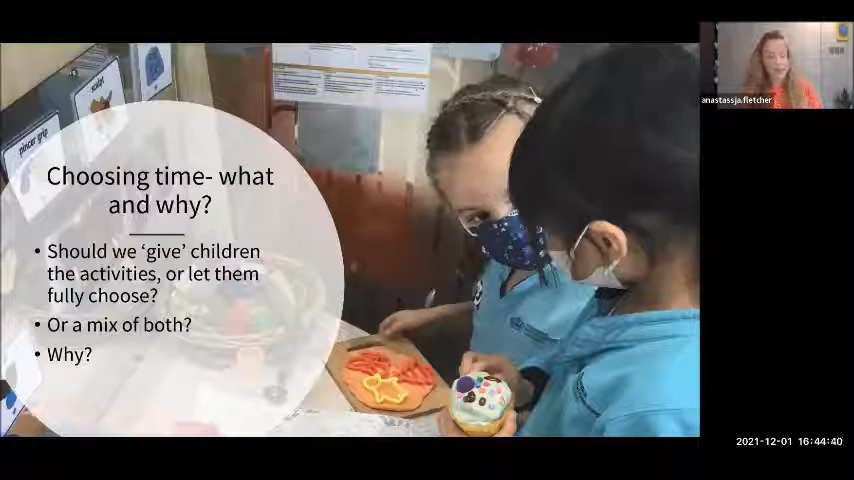 anastassja.fletcher
sculpt
pincer grip
Choosing time- what
and why?
• Should we ‘give’ children
the activities, or let them
fully choose?
• Or a mix of both?
• Why?
2021-12-01 16:44:40